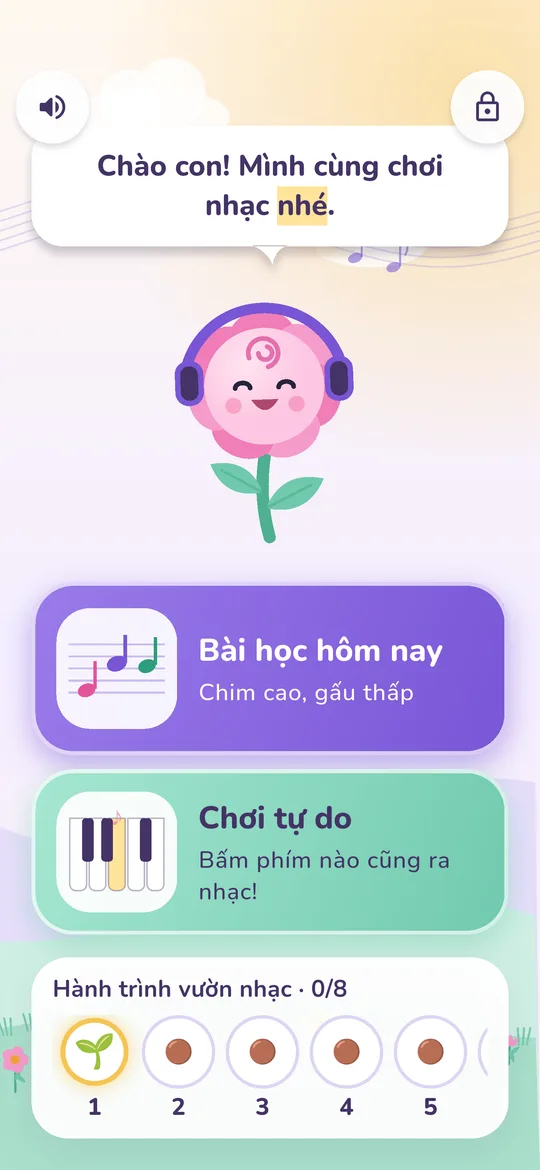 Chào con! Mình cùng chơi
nhạc nhé.
Bài học hôm nay
Chim cao, gấu thấp
Chơi tự do
Bấm phím nào cũng ra
nhạc!
Hành trình vườn nhạc · 0/8
1 2 3 4 5